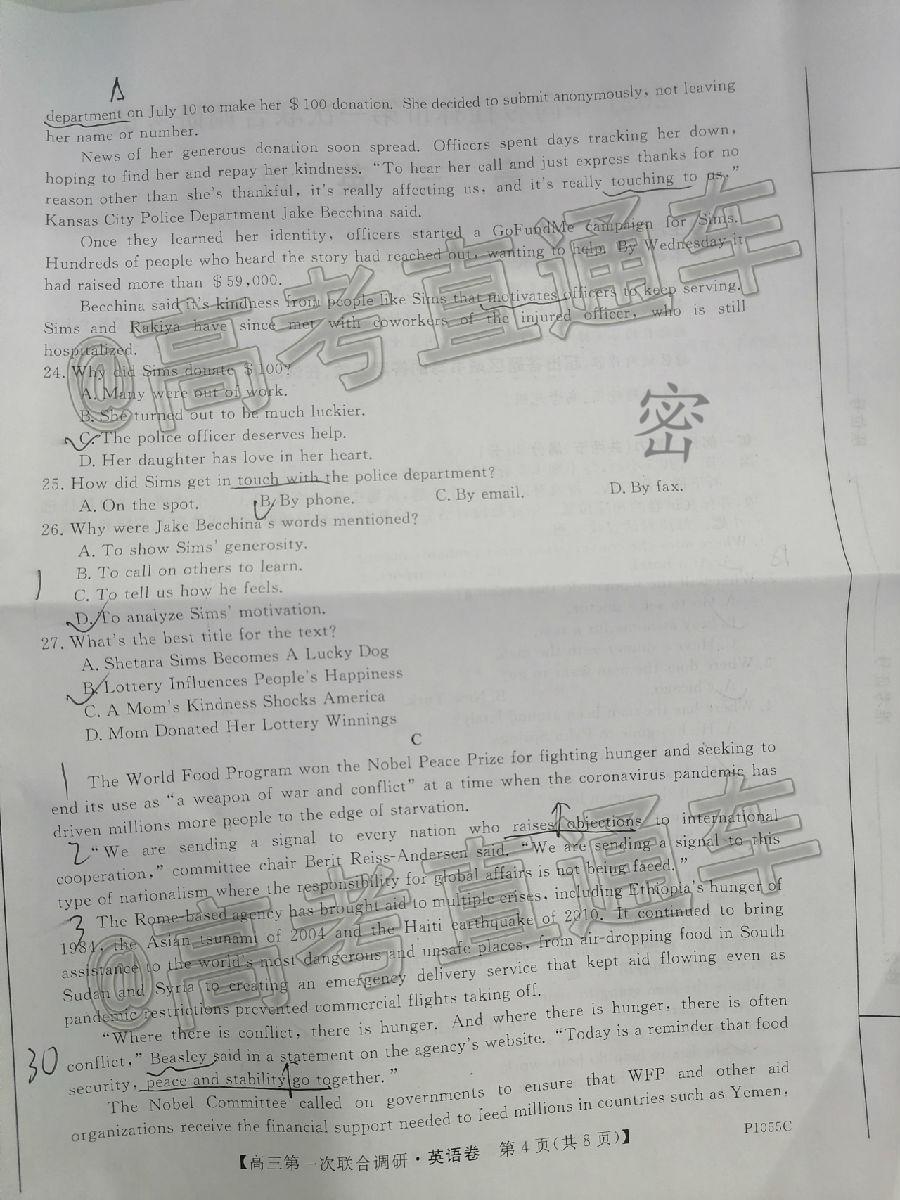 A
department on July 10 to make her $ 100 donation. She decided to submit anonymously, not leaving
her name or number.
News of her generous donation soon spread. Officers spent days tracking her down,
hoping to find her and repay her kindness. “To hear her call and just express thanks for no
reason other than she's thankful, it's really affecting us, and it's really touching to us,”
Kansas City Police Department Jake Becchina said.
Once they learned her identity, officers started a GoFundMe campaign for Sims.
Hundreds of people who heard the story had reached out, wanting to help. By Wednesday it
had raised more than $ 59,000.
Becchina said it's kindness from people like Sims that motivates officers to keep serving.
Sims and Rakiya have since met with coworkers of the injured officer, who is still
hospitalized.
24. Why did Sims donate $ 100?
A. Many were out of work.
B. She turned out to be much luckier.
C. The police officer deserves help.
D. Her daughter has love in her heart.
25. How did Sims get in touch with the police department?
A. On the spot. B. By phone. C. By email. D. By fax.
26. Why were Jake Becchina's words mentioned?
A. To show Sims' generosity.
B. To call on others to learn.
C. To tell us how he feels.
D. To analyze Sims' motivation.
27. What's the best title for the text?
A. Shetara Sims Becomes A Lucky Dog
B. Lottery Influences People's Happiness
C. A Mom's Kindness Shocks America
D. Mom Donated Her Lottery Winnings
密
C
1 The World Food Program won the Nobel Peace Prize for fighting hunger and seeking to
end its use as “a weapon of war and conflict” at a time when the coronavirus pandemic has
driven millions more people to the edge of starvation.
2 “We are sending a signal to every nation who raises objections to international
cooperation,” committee chair Berit Reiss-Andersen said. “We are sending a signal to this
type of nationalism where the responsibility for global affairs is not being faced.”
3 The Rome-based agency has brought aid to multiple crises, including Ethiopia's hunger of
1984, the Asian tsunami of 2004 and the Haiti earthquake of 2010. It continued to bring
assistance to the world's most dangerous and unsafe places, from air-dropping food in South
Sudan and Syria to creating an emergency delivery service that kept aid flowing even as
pandemic restrictions prevented commercial flights taking off.
“Where there is conflict, there is hunger. And where there is hunger, there is often
30 conflict,” Beasley said in a statement on the agency's website. “Today is a reminder that food
security, peace and stability go together.”
The Nobel Committee called on governments to ensure that WFP and other aid
organizations receive the financial support needed to feed millions in countries such as Yemen,
【高三第一次联合调研·英语卷 第4页(共8页)】 P1055C
@高考直通车
@高考直通车